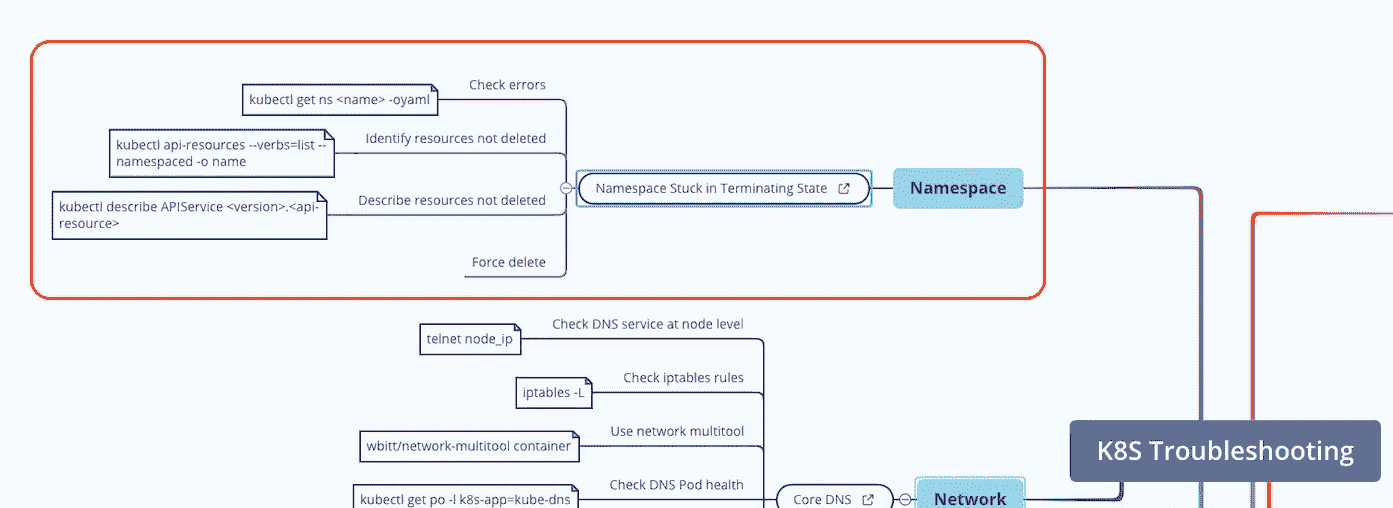 Check errors
kubectl get ns <name> -oyaml
Identify resources not deleted
kubectl api-resources --verbs=list --
namespaced -o name
Namespace Stuck in Terminating State
Namespace
Describe resources not deleted
kubectl describe APIService <version>.<api-
resource>
Force delete
Check DNS service at node level
telnet node_ip
Check iptables rules
iptables -L
Use network multitool
wbitt/network-multitool container
K8S Troubleshooting
Check DNS Pod health
kubectl get po -l k8s-app=kube-dns
Core DNS
Network